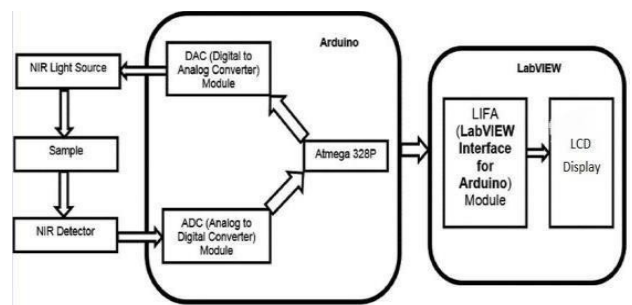 Arduino
DAC (Digital to
Analog Converter)
Module
NIR Light Source
Sample
NIR Detector
ADC (Analog to
Digital Converter)
Module
Atmega 328P
LabVIEW
LIFA
(LabVIEW
Interface
for
Arduino)
Module
LCD
Display